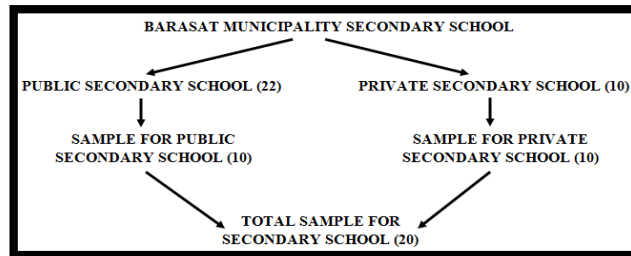 BARASAT MUNICIPALITY SECONDARY SCHOOL
PUBLIC SECONDARY SCHOOL (22)
PRIVATE SECONDARY SCHOOL (10)
SAMPLE FOR PUBLIC
SECONDARY SCHOOL (10)
SAMPLE FOR PRIVATE
SECONDARY SCHOOL (10)
TOTAL SAMPLE FOR
SECONDARY SCHOOL (20)